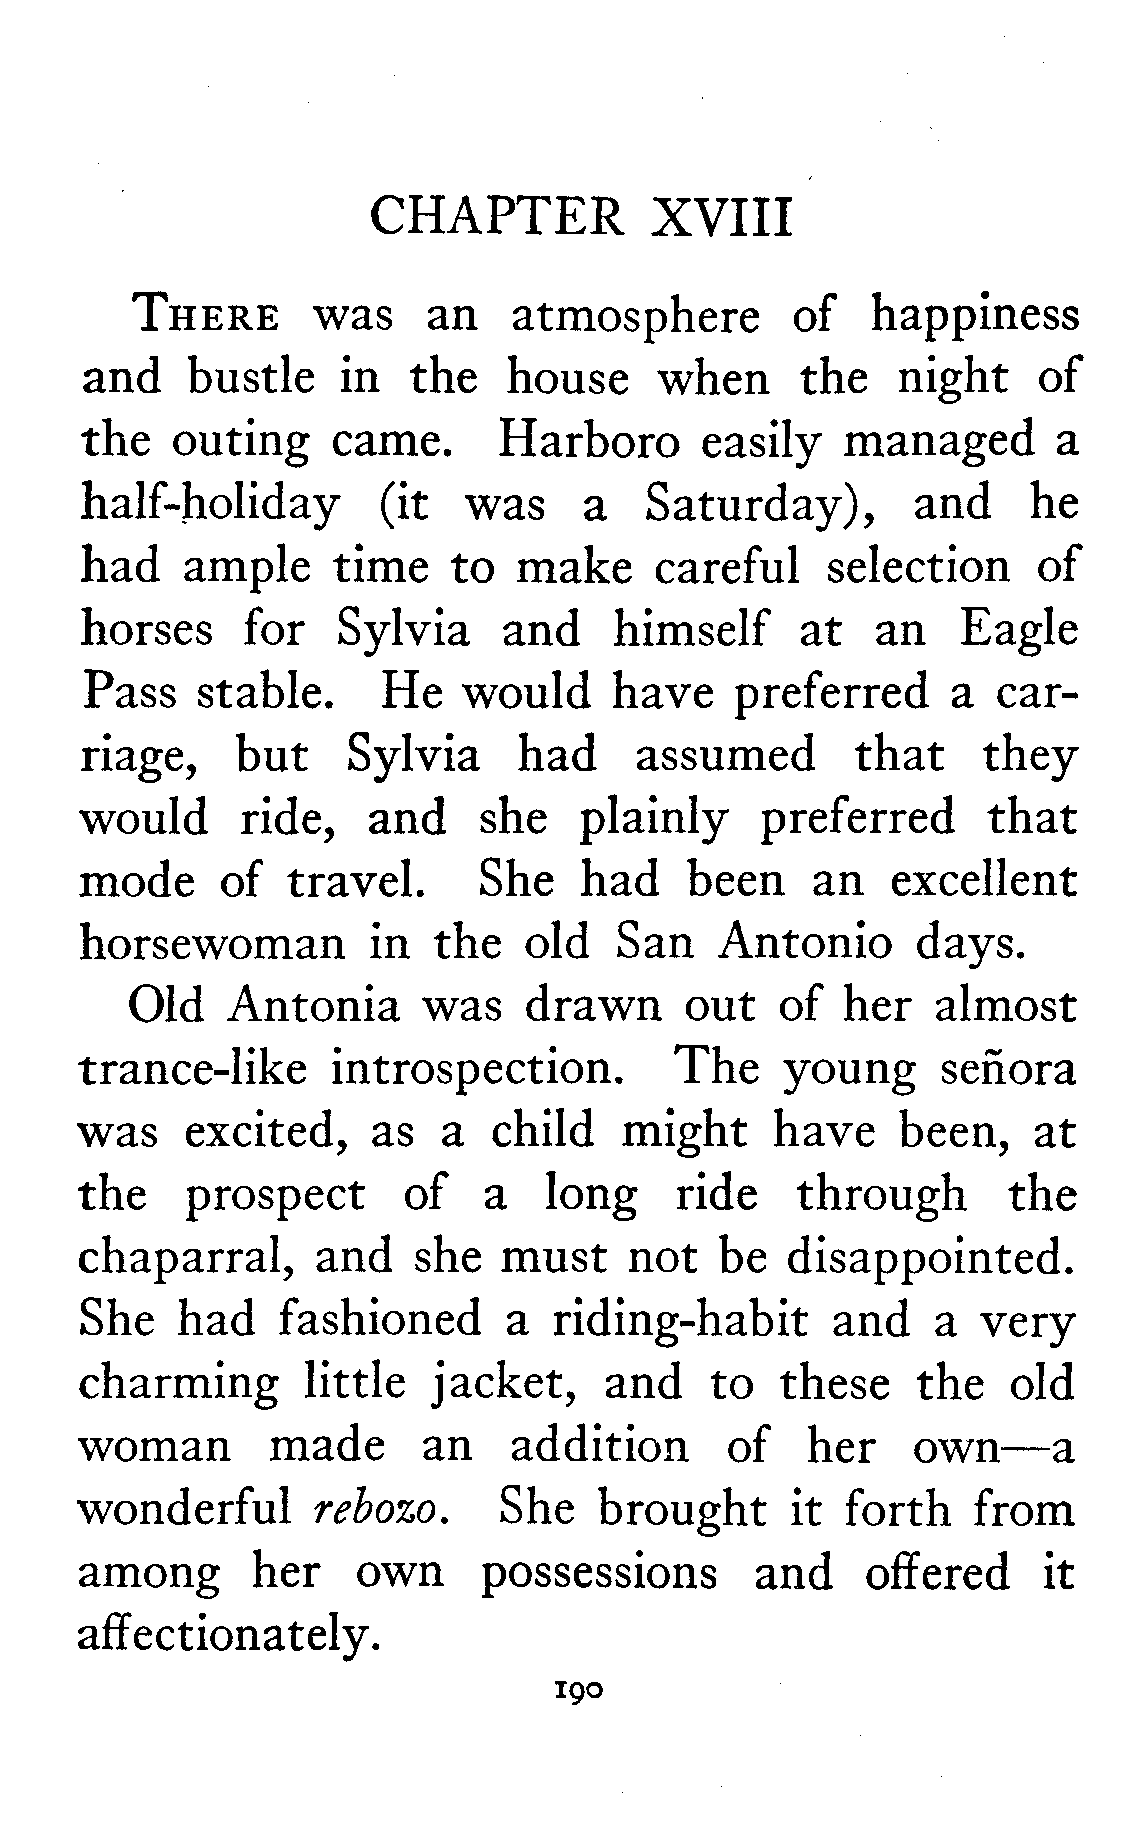 CHAPTER XVIII
THERE was an atmosphere of happiness
and bustle in the house when the night of
the outing came. Harboro easily managed a
half-holiday (it was a Saturday), and he
had ample time to make careful selection of
horses for Sylvia and himself at an Eagle
Pass stable. He would have preferred a car-
riage, but Sylvia had assumed that they
would ride, and she plainly preferred that
mode of travel. She had been an excellent
horsewoman in the old San Antonio days.
Old Antonia was drawn out of her almost
trance-like introspection. The young señora
was excited, as a child might have been, at
the prospect of a long ride through the
chaparral, and she must not be disappointed.
She had fashioned a riding-habit and a very
charming little jacket, and to these the old
woman made an addition of her own—a
wonderful rebozo. She brought it forth from
among her own possessions and offered it
affectionately.
190